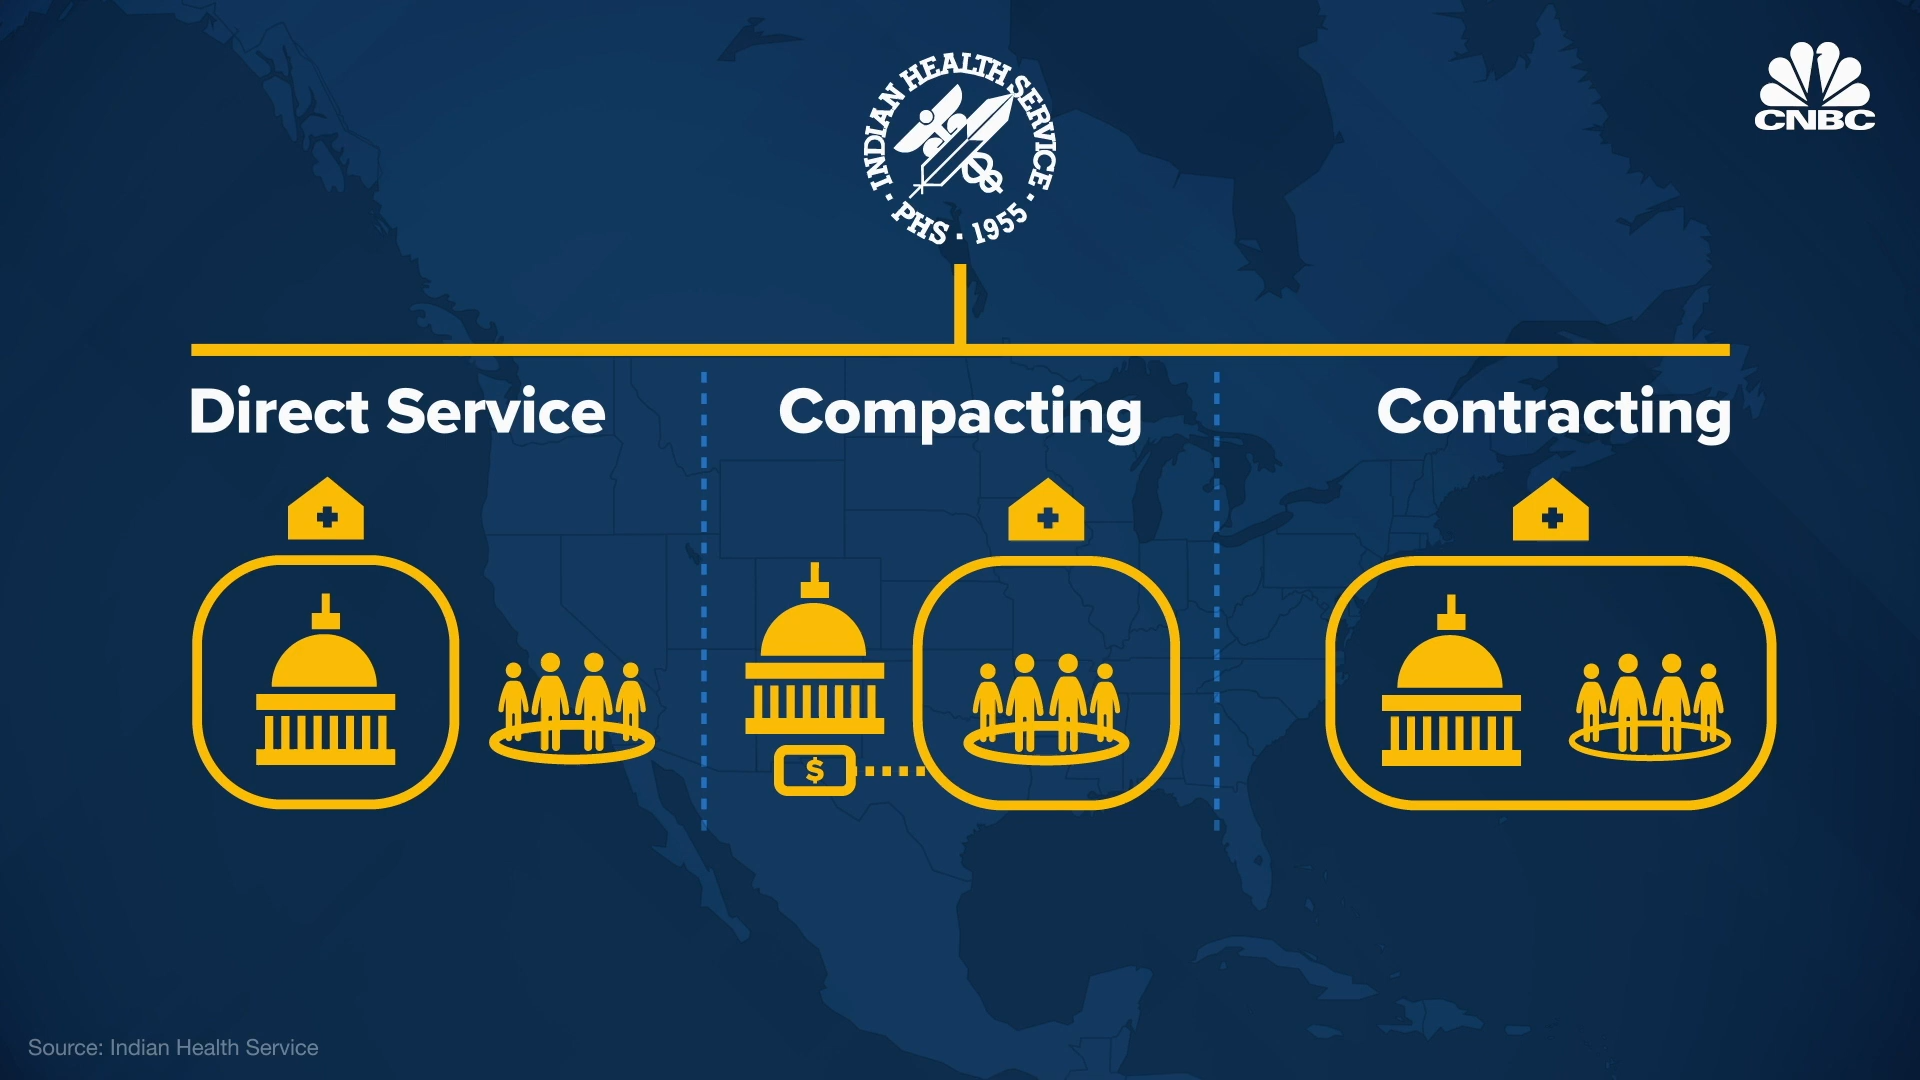 INDIAN HEALTH SERVICE
· PHS · 1955 ·
CNBC
Direct Service
Compacting
Contracting
$
Source: Indian Health Service